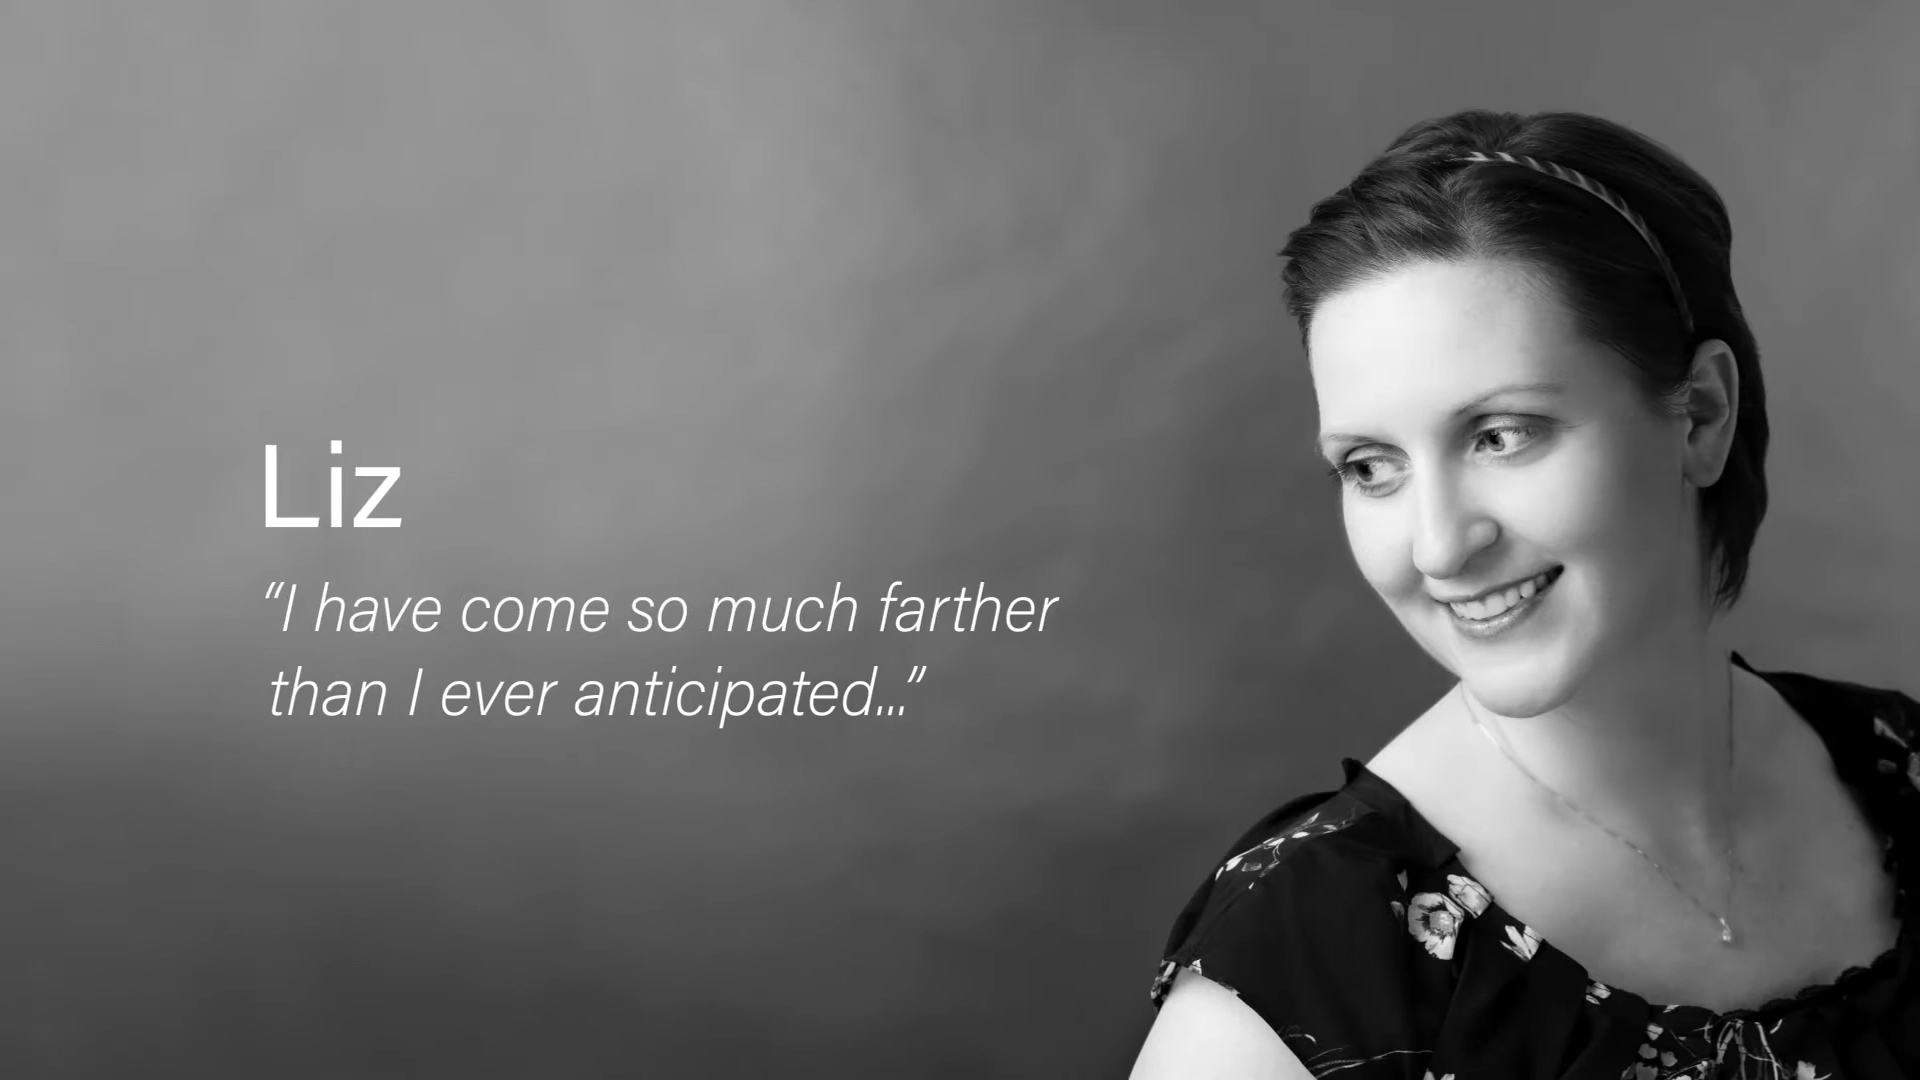 Liz
“I have come so much farther
than I ever anticipated...”